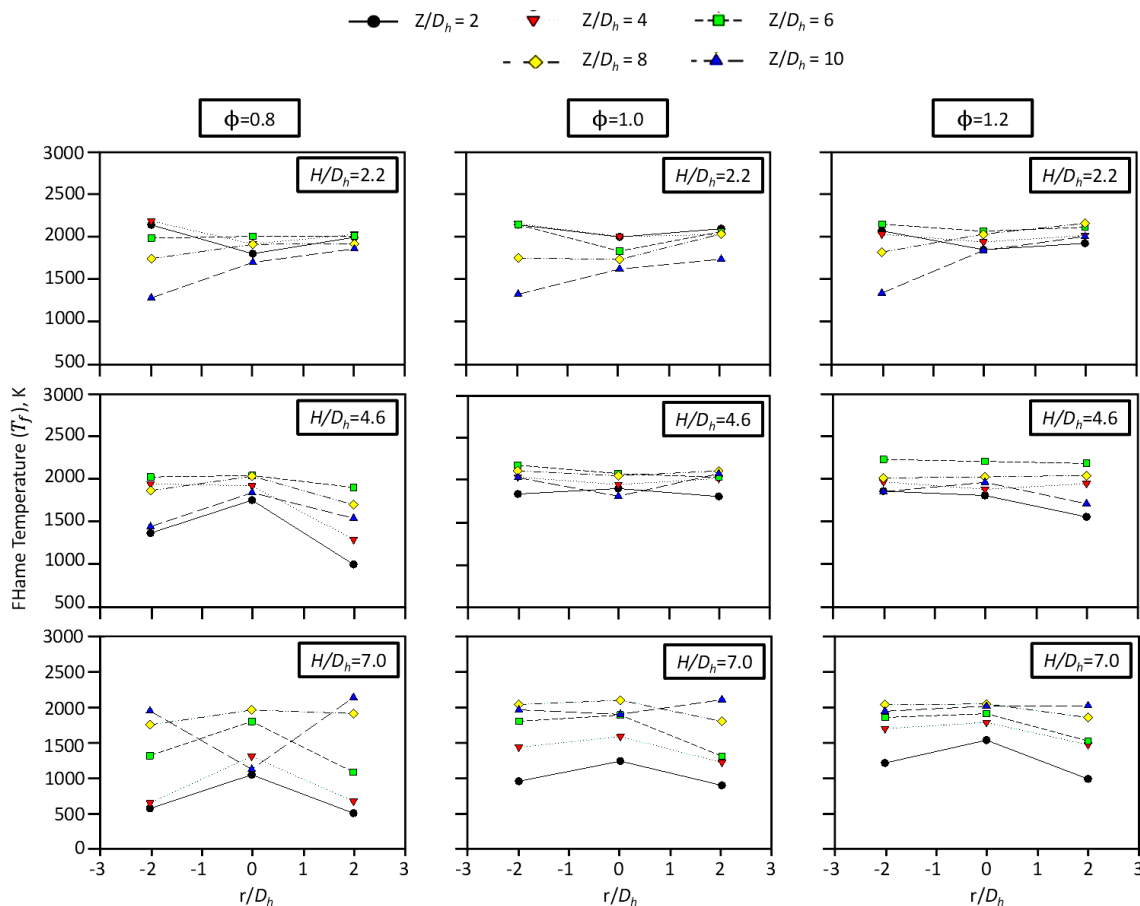 Z/Dh = 2 Z/Dh = 4 Z/Dh = 6
Z/Dh = 8 Z/Dh = 10
ϕ=0.8 ϕ=1.0 ϕ=1.2
H/Dh=2.2 H/Dh=2.2 H/Dh=2.2
3000
2500
2000
1500
1000
500
H/Dh=4.6 H/Dh=4.6 H/Dh=4.6
3000
2500
2000
1500
1000
500
FHame Temperature (Tf), K
H/Dh=7.0 H/Dh=7.0 H/Dh=7.0
3000
2500
2000
1500
1000
500
0
-3 -2 -1 0 1 2 3 -3 -2 -1 0 1 2 3 -3 -2 -1 0 1 2 3
r/Dh r/Dh r/Dh